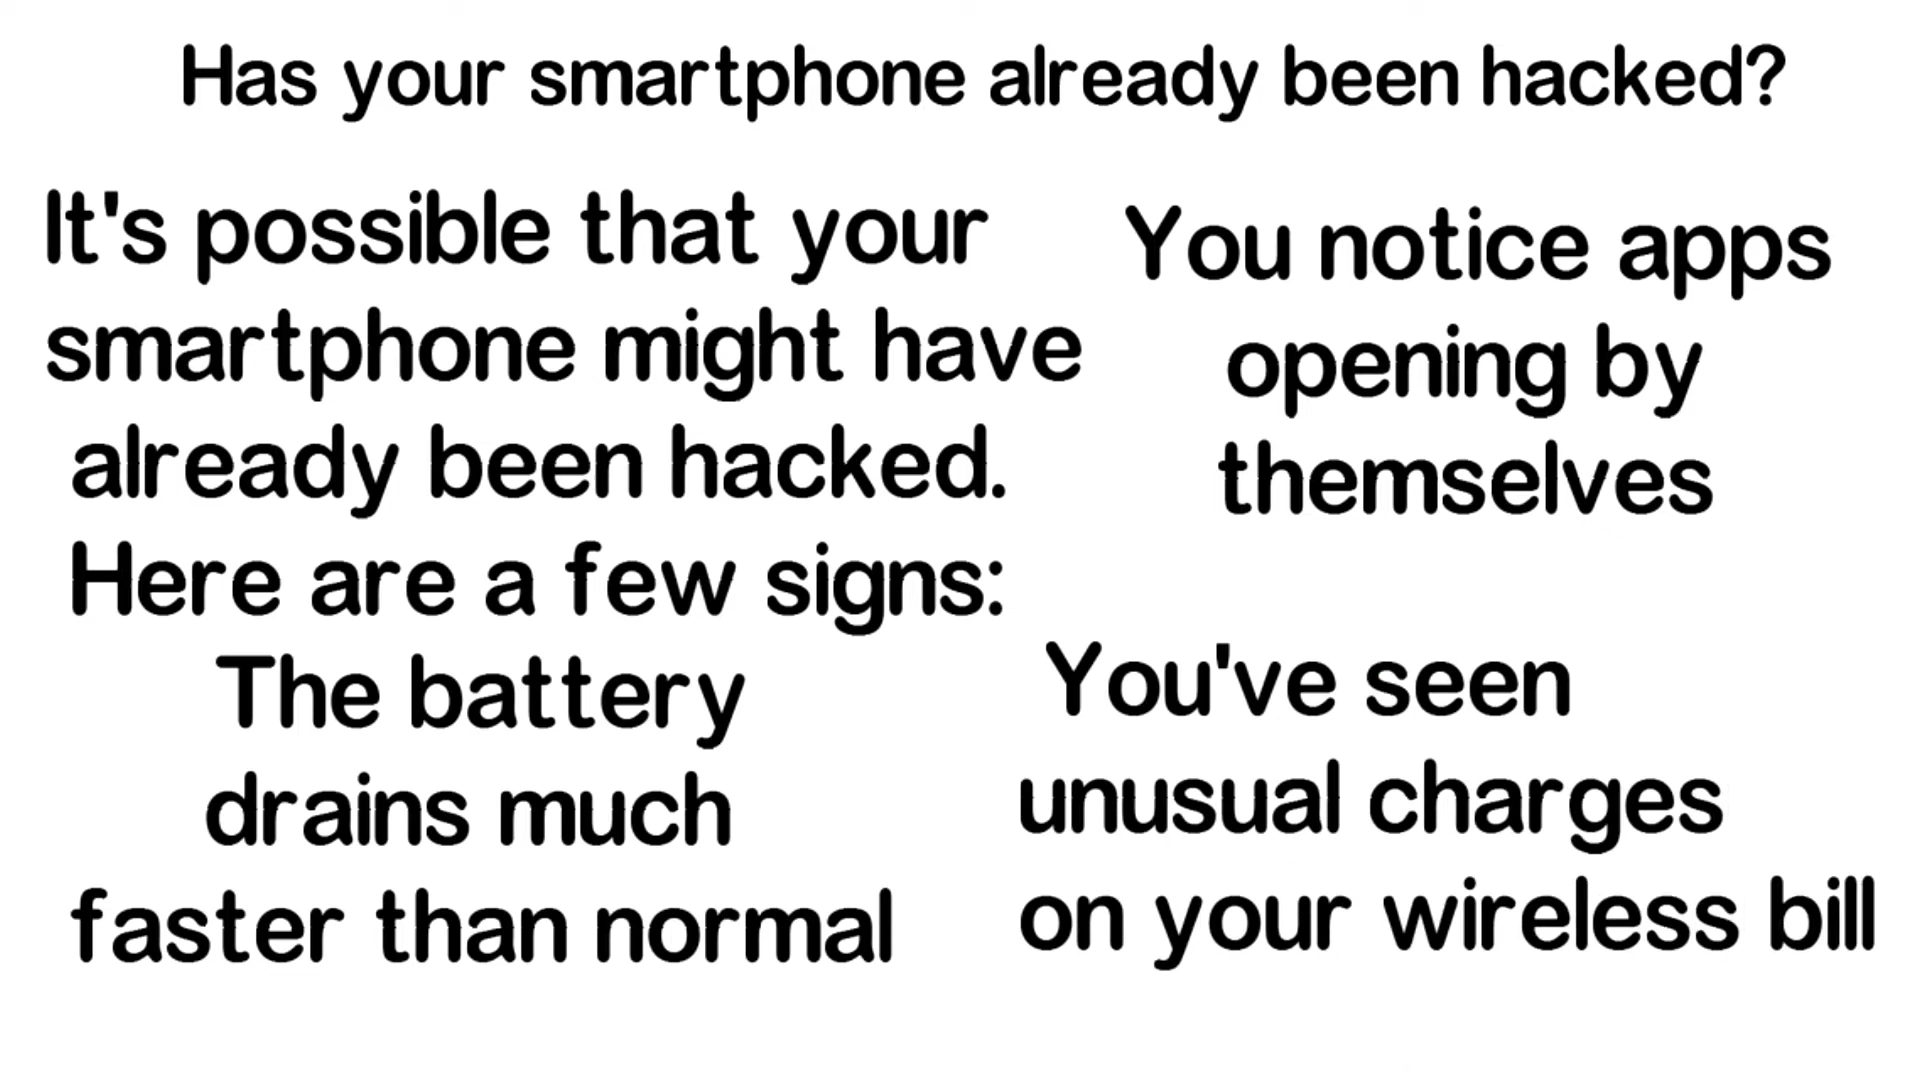 Has your smartphone already been hacked?
It's possible that your
smartphone might have
already been hacked.
Here are a few signs:
The battery
drains much
faster than normal
You notice apps
opening by
themselves
You've seen
unusual charges
on your wireless bill